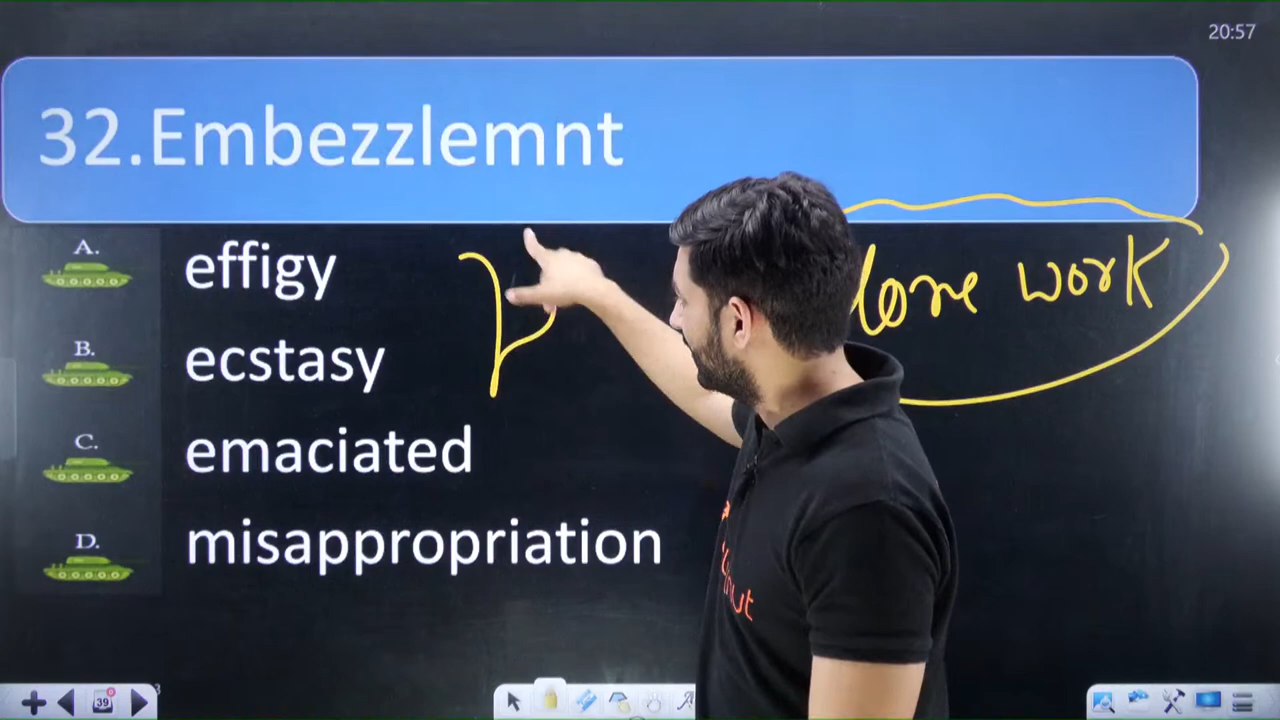 20:57
32.Embezzlemnt
A.
effigy
B.
ecstasy
work
C.
emaciated
D.
misappropriation
39